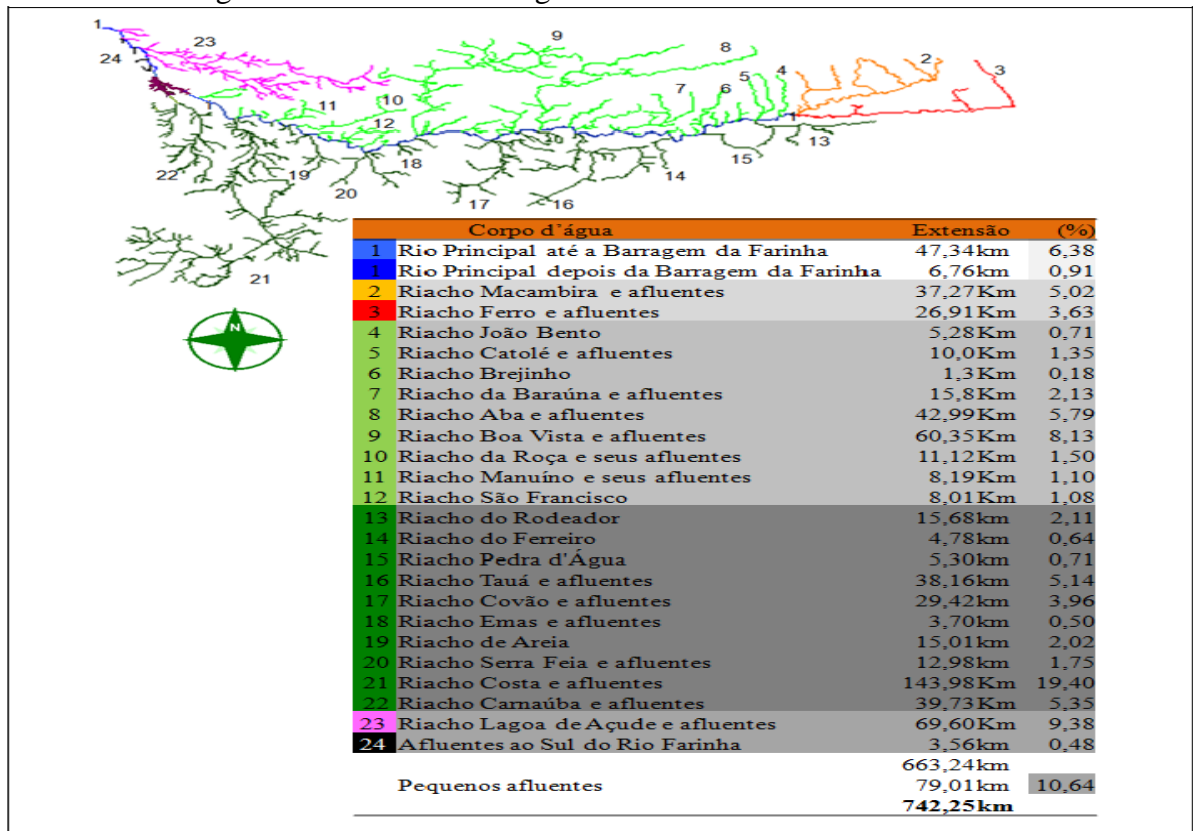 1
23
24
9
8
2
3
11
10
12
7
6
5
4
1
1
22
19
20
18
17
16
14
15
13
21
N
Corpo d'água Extensão (%)
1 Rio Principal até a Barragem da Farinha 47,34km 6,38
1 Rio Principal depois da Barragem da Farinha 6,76km 0,91
2 Riacho Macambira e afluentes 37,27Km 5,02
3 Riacho Ferro e afluentes 26,91Km 3,63
4 Riacho João Bento 5,28Km 0,71
5 Riacho Catolé e afluentes 10,0Km 1,35
6 Riacho Brejinho 1,3Km 0,18
7 Riacho da Baraúna e afluentes 15,8Km 2,13
8 Riacho Aba e afluentes 42,99Km 5,79
9 Riacho Boa Vista e afluentes 60,35Km 8,13
10 Riacho da Roça e seus afluentes 11,12Km 1,50
11 Riacho Manuíno e seus afluentes 8,19Km 1,10
12 Riacho São Francisco 8,01Km 1,08
13 Riacho do Rodeador 15,68km 2,11
14 Riacho do Ferreiro 4,78km 0,64
15 Riacho Pedra d'Água 5,30km 0,71
16 Riacho Tauá e afluentes 38,16km 5,14
17 Riacho Covão e afluentes 29,42km 3,96
18 Riacho Emas e afluentes 3,70km 0,50
19 Riacho de Areia 15,01km 2,02
20 Riacho Serra Feia e afluentes 12,98km 1,75
21 Riacho Costa e afluentes 143,98Km 19,40
22 Riacho Carnaúba e afluentes 39,73Km 5,35
23 Riacho Lagoa de Açude e afluentes 69,60Km 9,38
24 Afluentes ao Sul do Rio Farinha 3,56km 0,48
663,24km
Pequenos afluentes 79,01km 10,64
742,25km